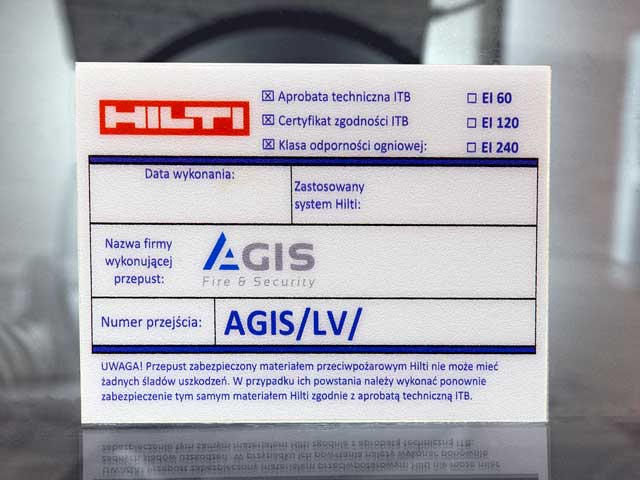 HILTI
☒ Aprobata techniczna ITB ☐ EI 60
☒ Certyfikat zgodności ITB ☐ EI 120
☒ Klasa odporności ogniowej: ☐ EI 240
Data wykonania:
Zastosowany
system Hilti:
Nazwa firmy
wykonującej
przepust:
AGIS
Fire & Security
Numer przejścia: AGIS/LV/
UWAGA! Przepust zabezpieczony materiałem przeciwpożarowym Hilti nie może mieć
żadnych śladów uszkodzeń. W przypadku ich powstania należy wykonać ponownie
zabezpieczenie tym samym materiałem Hilti zgodnie z aprobatą techniczną ITB.